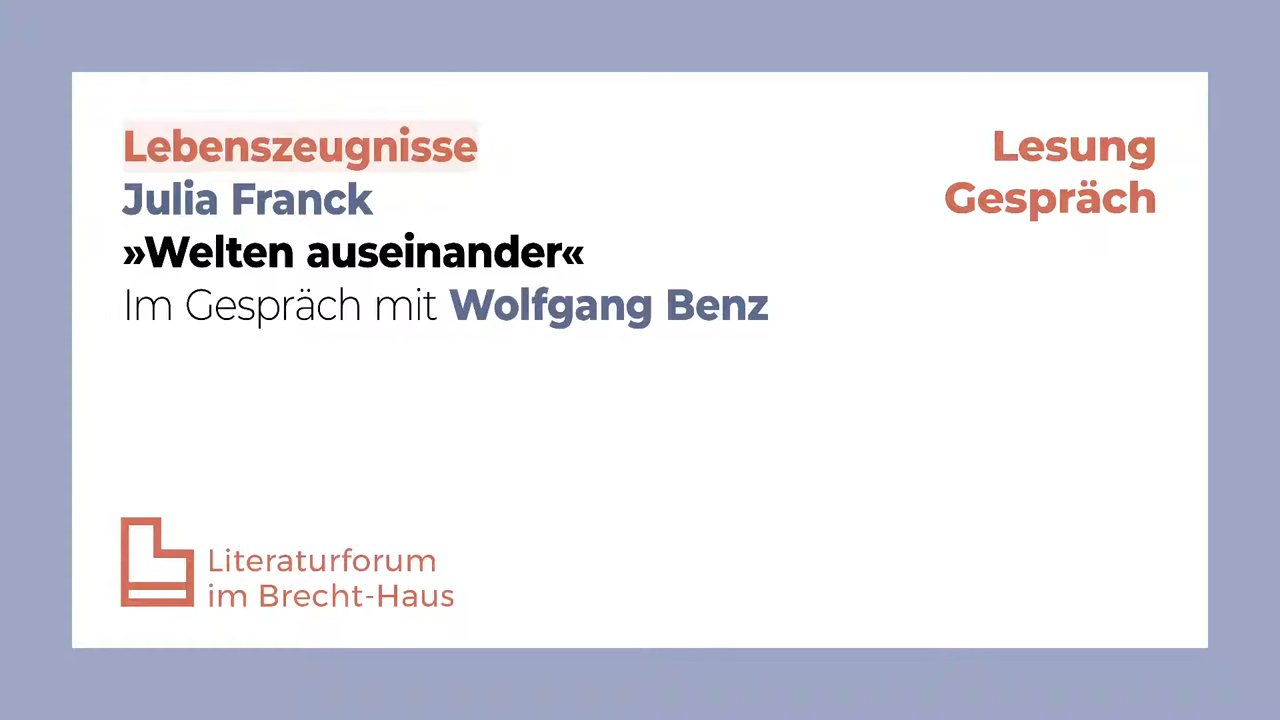 Lebenszeugnisse
Julia Franck
»Welten auseinander«
Im Gespräch mit Wolfgang Benz
Lesung
Gespräch
Literaturforum
im Brecht-Haus